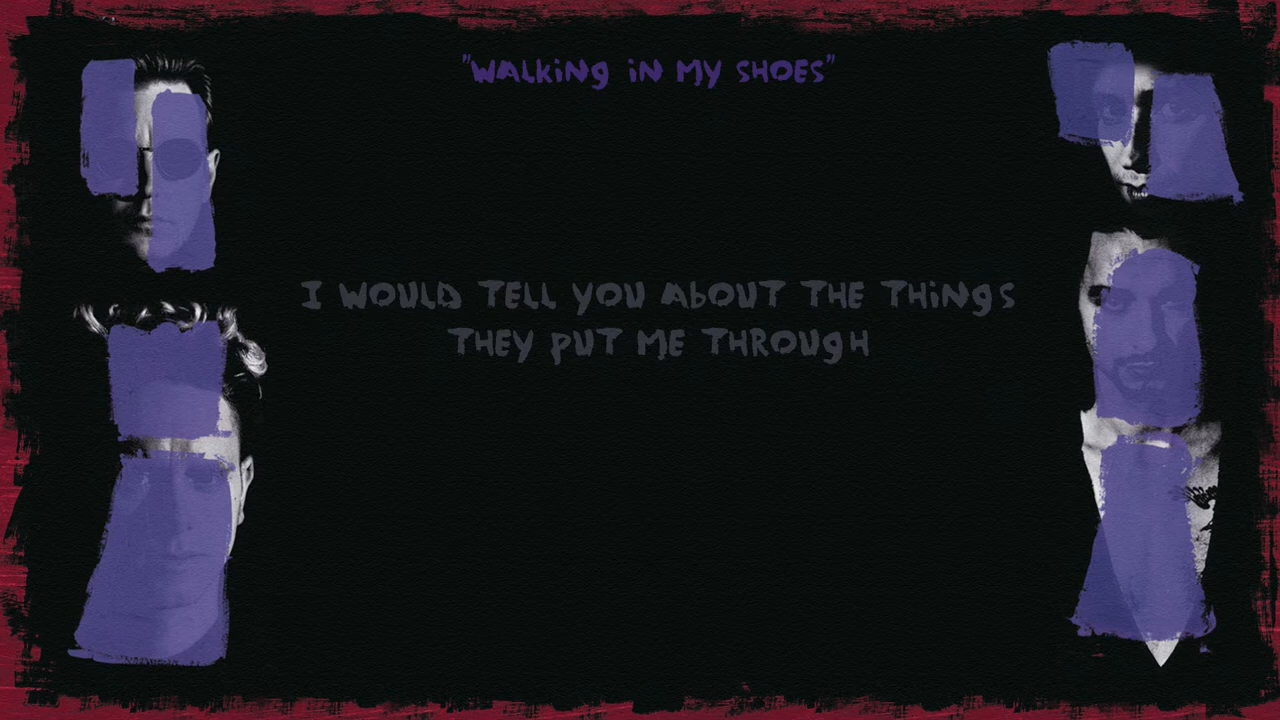 "WALKiNg iN MY SHOES"
I WOULD TELL YOU AbOUT THE THiNgS
THEY PUT ME THROUgH